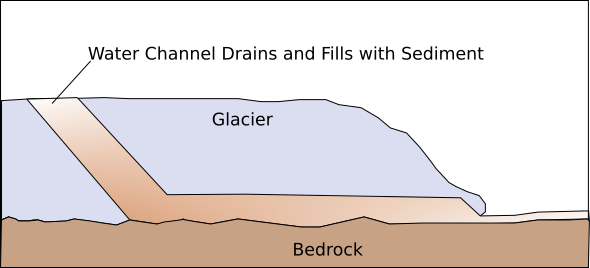 Water Channel Drains and Fills with Sediment
Glacier
Bedrock